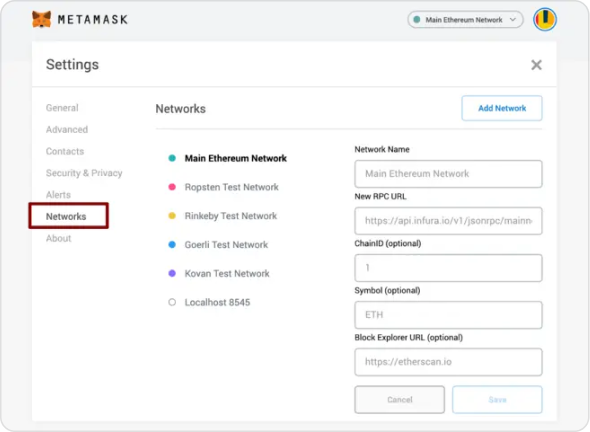 METAMASK
Main Ethereum Network
Settings
General
Advanced
Contacts
Security & Privacy
Alerts
Networks
About
Networks
Add Network
Main Ethereum Network
Ropsten Test Network
Rinkeby Test Network
Goerli Test Network
Kovan Test Network
Localhost 8545
Network Name
Main Ethereum Network
New RPC URL
https://api.infura.io/v1/jsonrpc/mainn
ChainID (optional)
1
Symbol (optional)
ETH
Block Explorer URL (optional)
https://etherscan.io
Cancel
Save